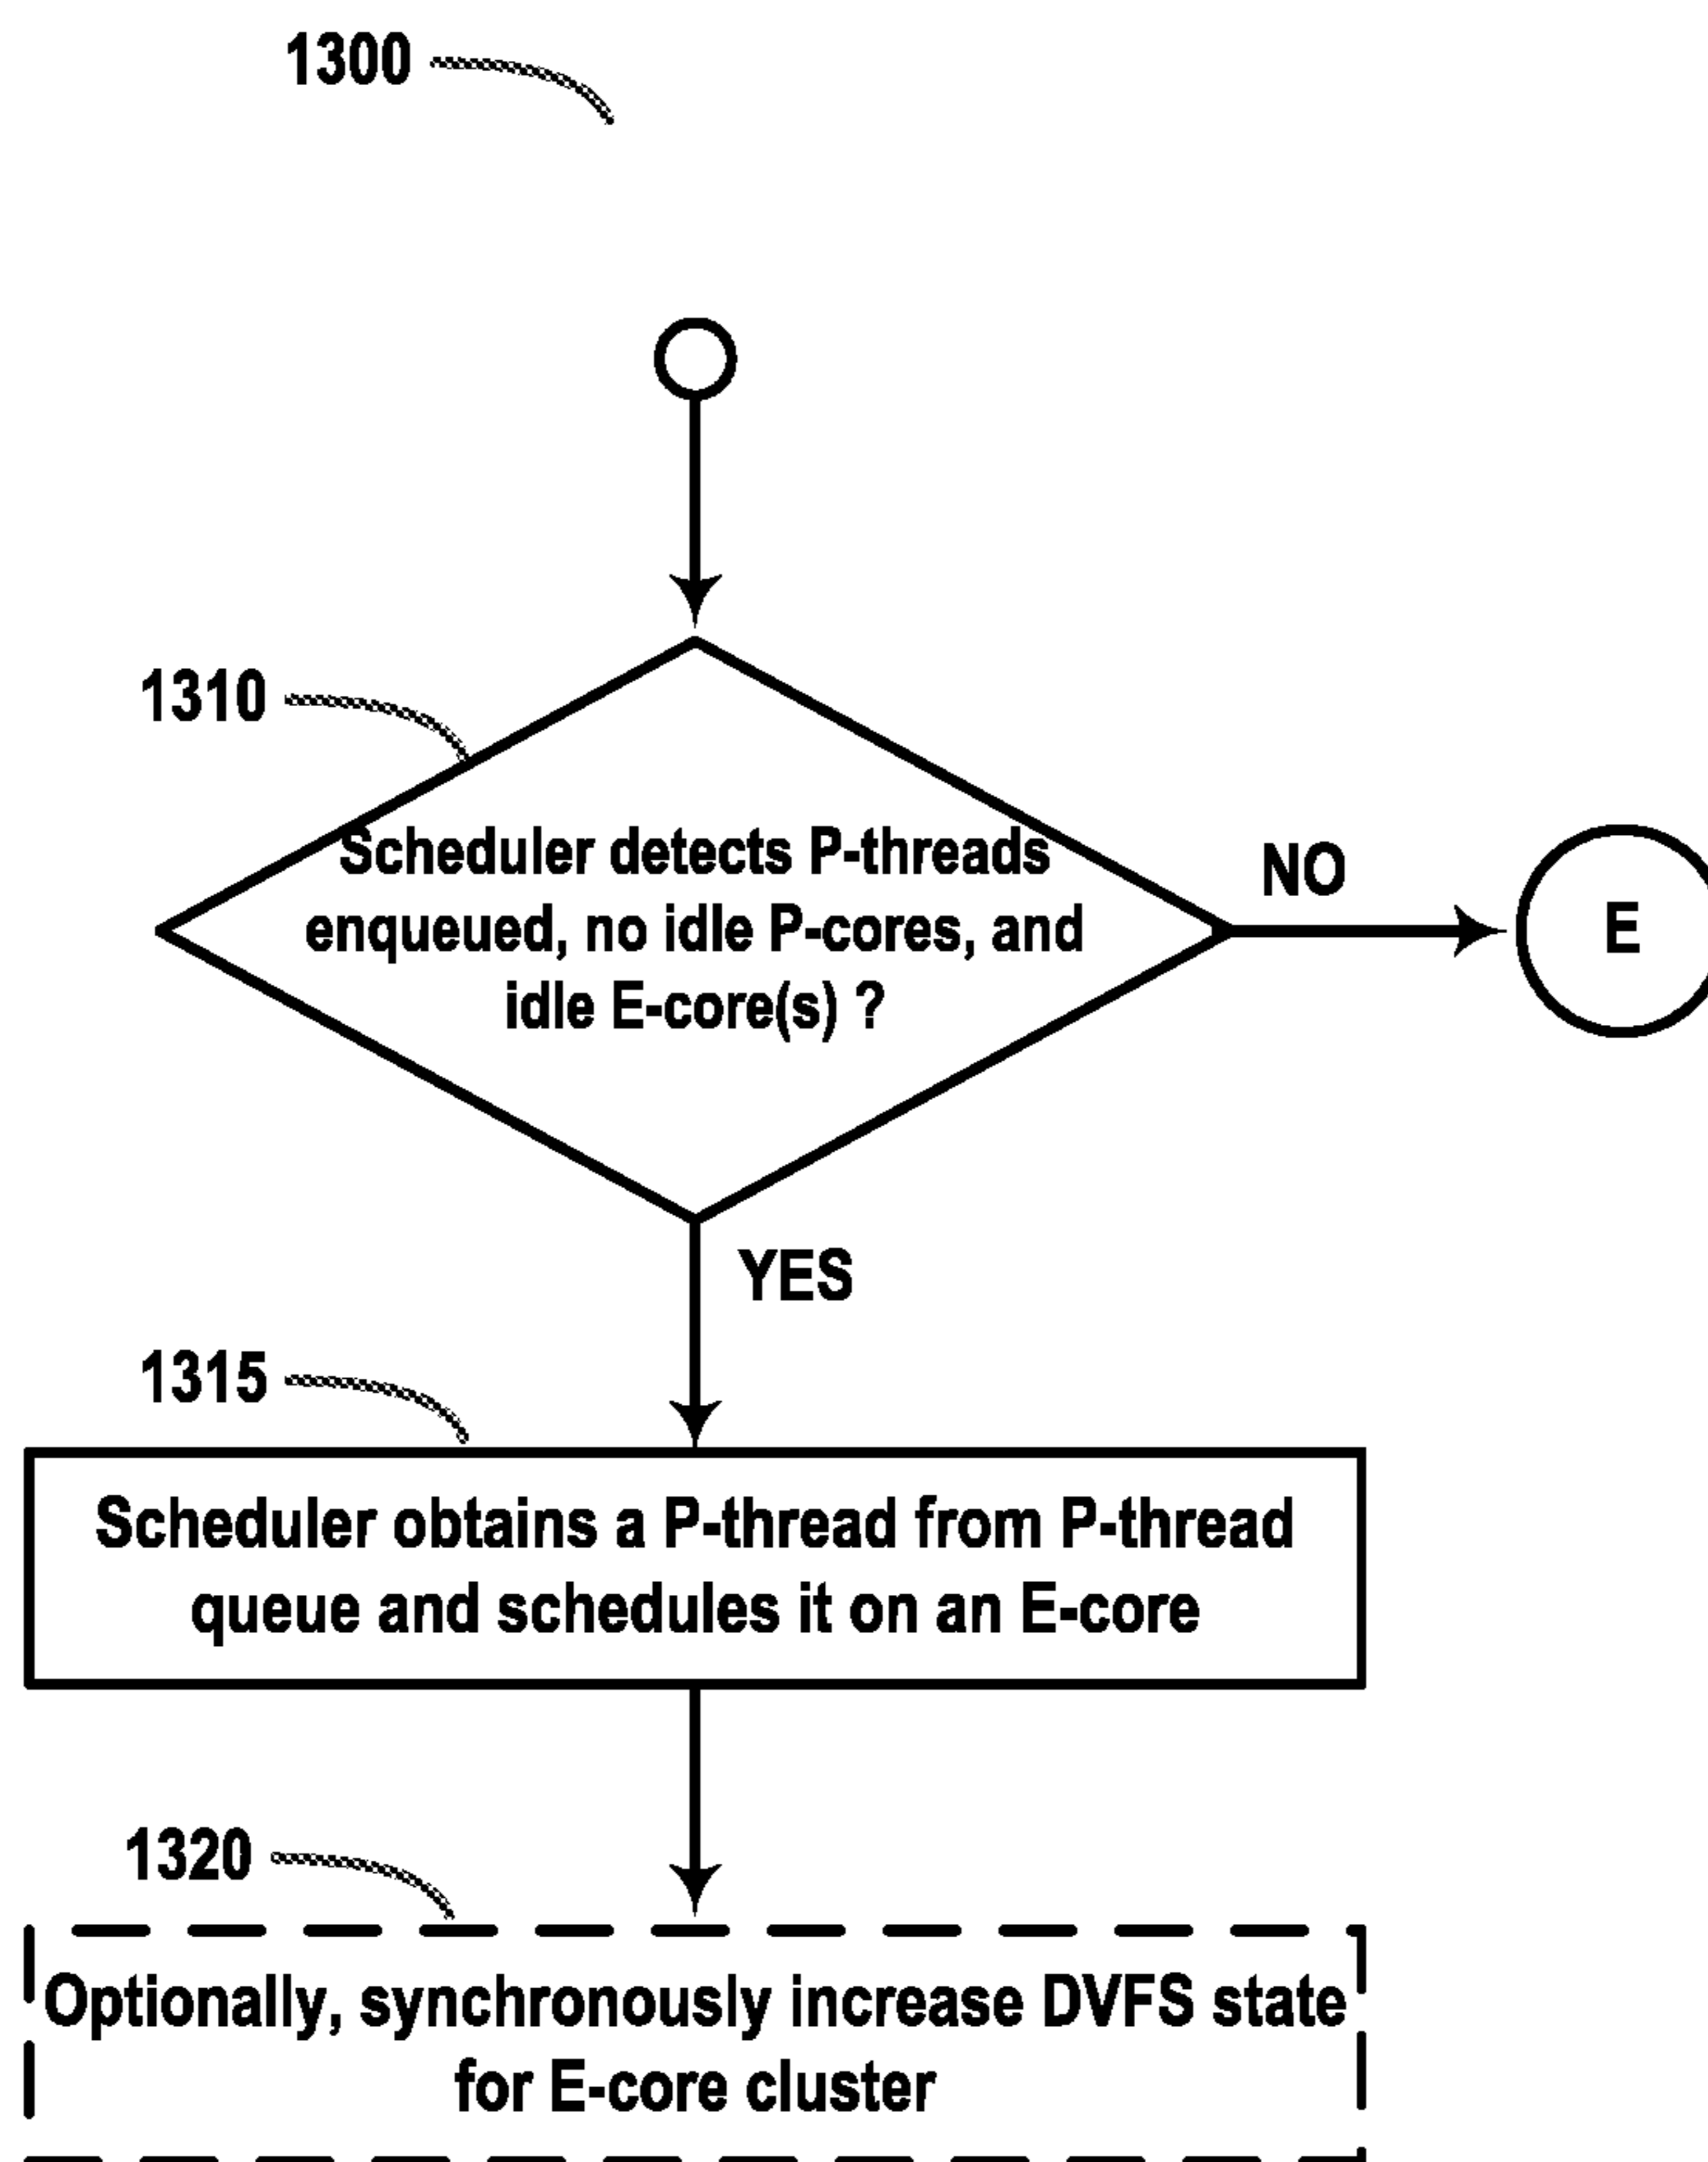 1300
1310
Scheduler detects P-threads
enqueued, no idle P-cores, and
idle E-core(s) ?
NO
E
YES
1315
Scheduler obtains a P-thread from P-thread
queue and schedules it on an E-core
1320
Optionally, synchronously increase DVFS state
for E-core cluster